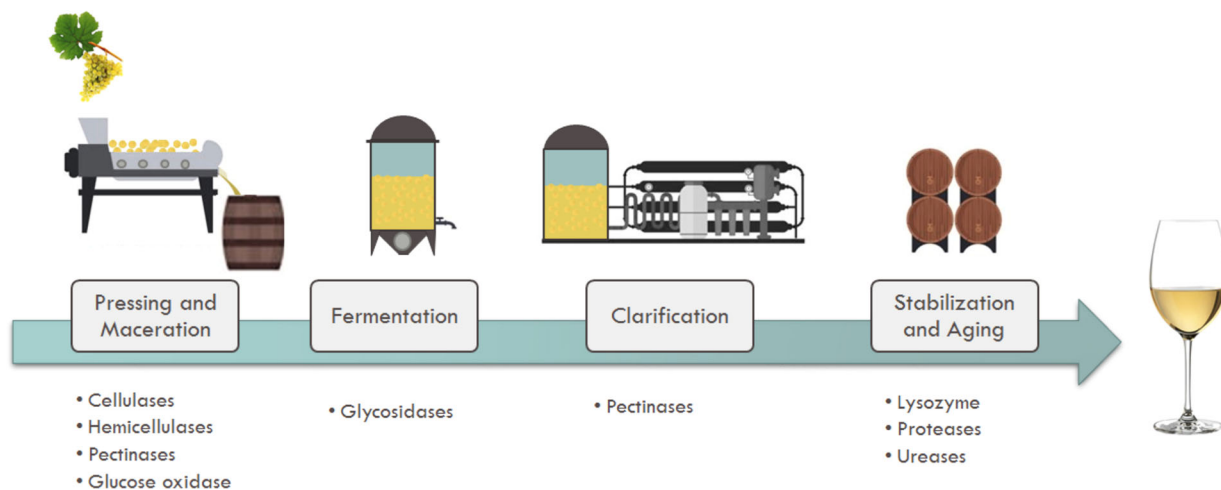 Pressing and
Maceration
Fermentation
Clarification
Stabilization
and Aging
• Cellulases
• Hemicellulases
• Pectinases
• Glucose oxidase
• Glycosidases
• Pectinases
• Lysozyme
• Proteases
• Ureases